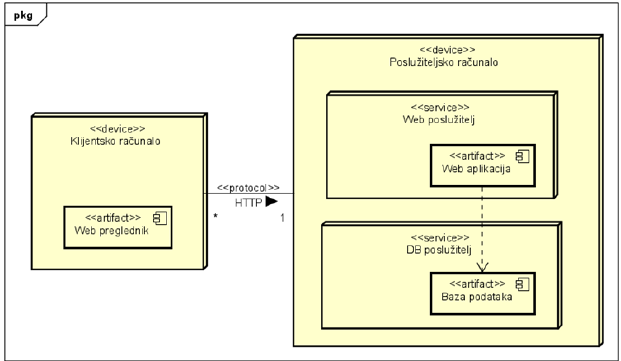 pkg
<<device>>
Klijentsko računalo
<<artifact>>
Web preglednik
<<protocol>>
HTTP
*
1
<<device>>
Poslužiteljsko računalo
<<service>>
Web poslužitelj
<<artifact>>
Web aplikacija
<<service>>
DB poslužitelj
<<artifact>>
Baza podataka